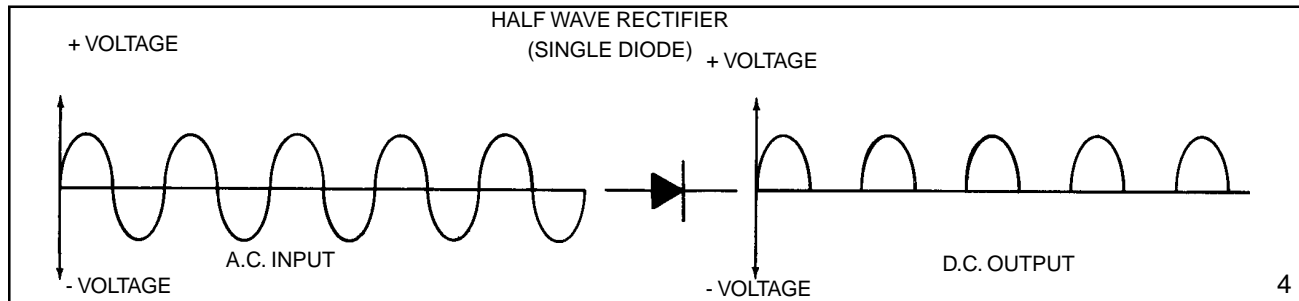 HALF WAVE RECTIFIER
(SINGLE DIODE)
+ VOLTAGE
+ VOLTAGE
A.C. INPUT
D.C. OUTPUT
- VOLTAGE
- VOLTAGE
4